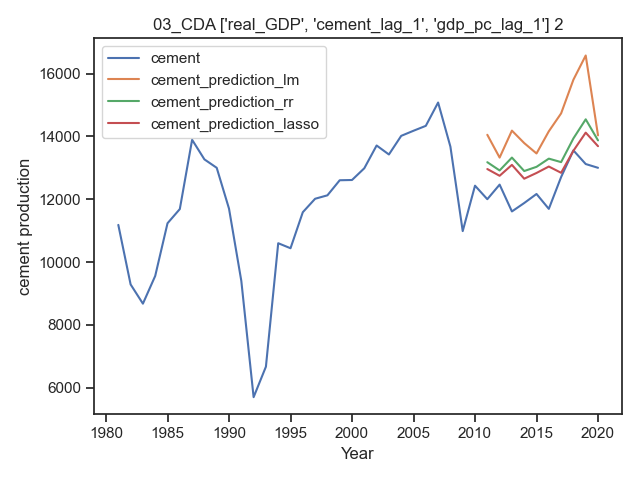 03_CDA ['real_GDP', 'cement_lag_1', 'gdp_pc_lag_1'] 2
cement
cement_prediction_lm
cement_prediction_rr
cement_prediction_lasso
16000
14000
12000
10000
8000
6000
cement production
1980 1985 1990 1995 2000 2005 2010 2015 2020
Year